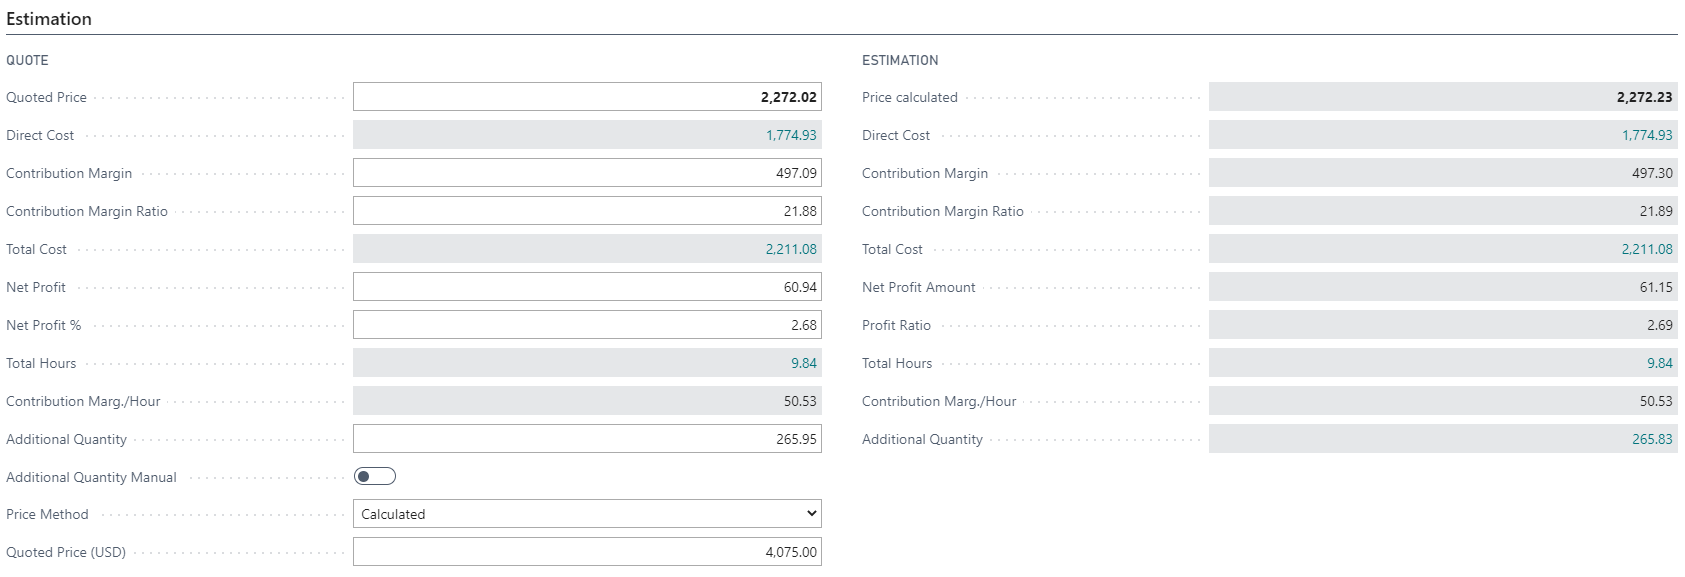 Estimation
QUOTE
Quoted Price 2,272.02
Direct Cost 1,774.93
Contribution Margin 497.09
Contribution Margin Ratio 21.88
Total Cost 2,211.08
Net Profit 60.94
Net Profit % 2.68
Total Hours 9.84
Contribution Marg./Hour 50.53
Additional Quantity 265.95
Additional Quantity Manual
Price Method Calculated
Quoted Price (USD) 4,075.00
ESTIMATION
Price calculated 2,272.23
Direct Cost 1,774.93
Contribution Margin 497.30
Contribution Margin Ratio 21.89
Total Cost 2,211.08
Net Profit Amount 61.15
Profit Ratio 2.69
Total Hours 9.84
Contribution Marg./Hour 50.53
Additional Quantity 265.83